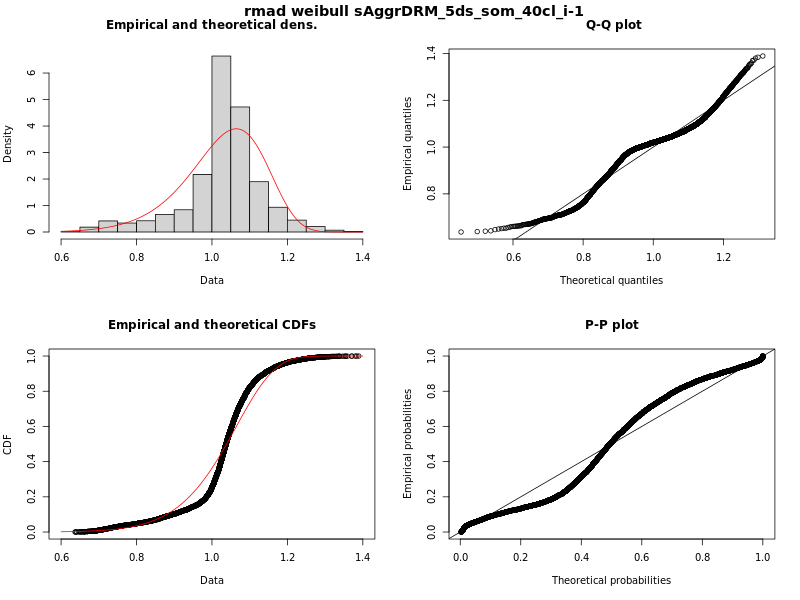 rmad weibull sAggrDRM_5ds_som_40cl_i-1
Empirical and theoretical dens.
Density
0 1 2 3 4 5 6
0.6 0.8 1.0 1.2 1.4
Data
Q-Q plot
Empirical quantiles
0.8 1.0 1.2 1.4
0.6 0.8 1.0 1.2
Theoretical quantiles
Empirical and theoretical CDFs
CDF
0.0 0.2 0.4 0.6 0.8 1.0
0.6 0.8 1.0 1.2 1.4
Data
P-P plot
Empirical probabilities
0.0 0.2 0.4 0.6 0.8 1.0
0.0 0.2 0.4 0.6 0.8 1.0
Theoretical probabilities